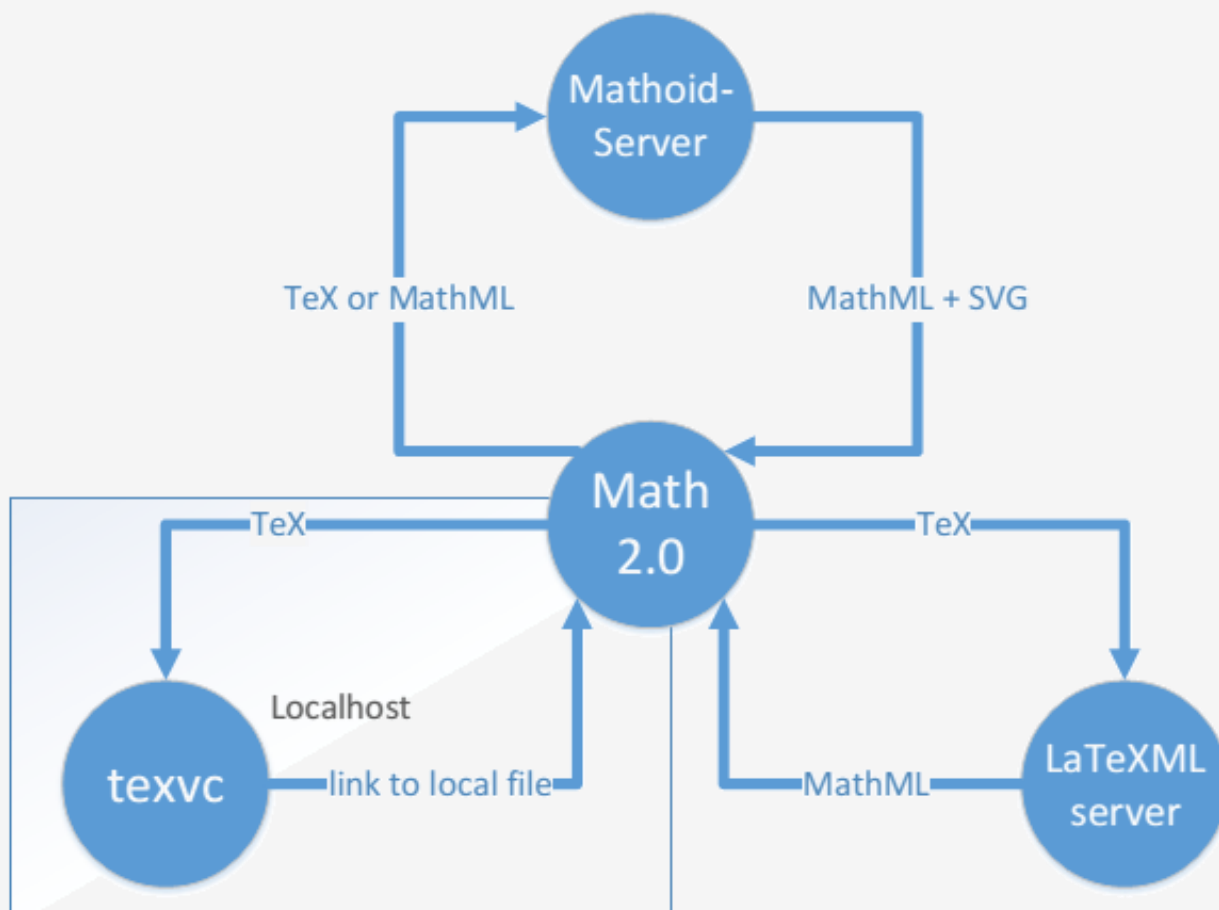 Mathoid-
Server
TeX or MathML
MathML + SVG
Math
2.0
TeX
TeX
Localhost
texvc
link to local file
MathML
LaTeXML
server